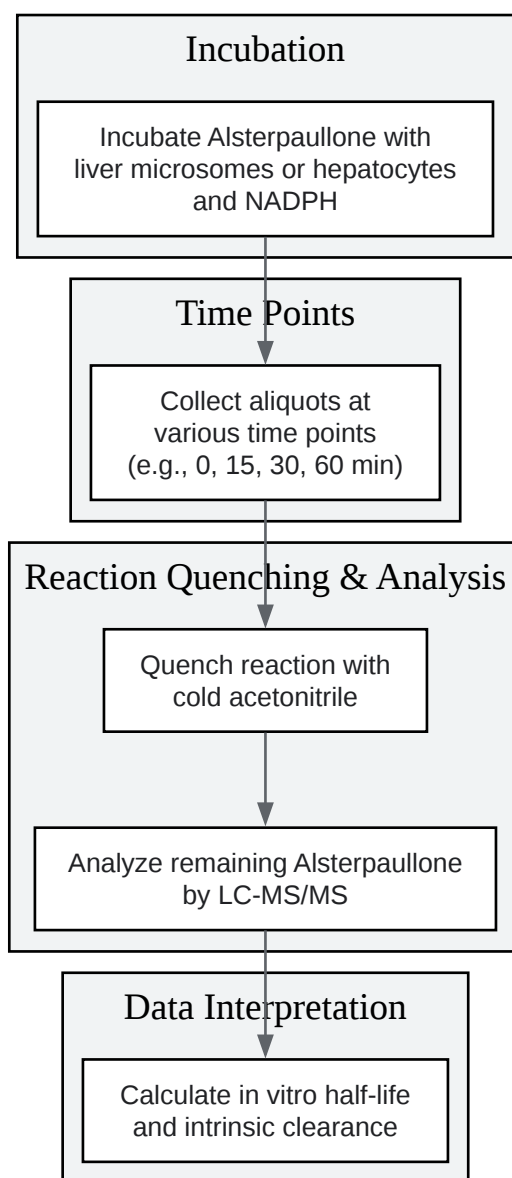 Incubation
Incubate Alsterpaullone with
liver microsomes or hepatocytes
and NADPH
Time Points
Collect aliquots at
various time points
(e.g., 0, 15, 30, 60 min)
Reaction Quenching & Analysis
Quench reaction with
cold acetonitrile
Analyze remaining Alsterpaullone
by LC-MS/MS
Data Interpretation
Calculate in vitro half-life
and intrinsic clearance